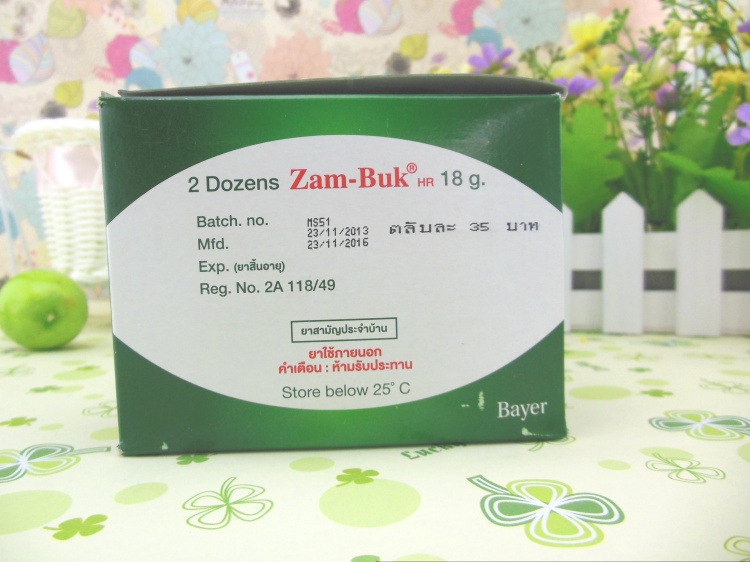 2 Dozens Zam-Buk® HR 18 g.
Batch. no. MS51
Mfd. 23/11/2013 ตลับละ 35 บาท
Exp. (ยาสิ้นอายุ) 23/11/2016
Reg. No. 2A 118/49
ยาสามัญประจำบ้าน
ยาใช้ภายนอก
คำเตือน : ห้ามรับประทาน
Store below 25° C
Bayer